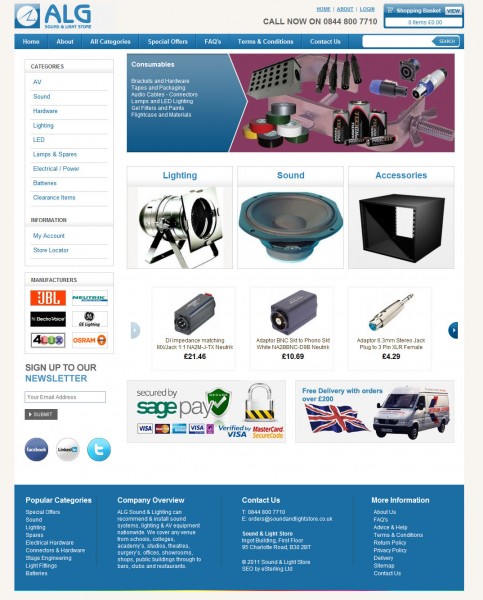 ALG
SOUND & LIGHT STORE
HOME | ABOUT | LOGIN
CALL NOW ON 0844 800 7710
Shopping Basket VIEW
0 Items £0.00
Home About All Categories Special Offers FAQ's Terms & Conditions Contact Us SEARCH
CATEGORIES
AV
Sound
Hardware
Lighting
LED
Lamps & Spares
Electrical / Power
Batteries
Clearance Items
INFORMATION
My Account
Store Locator
MANUFACTURERS
JBL
NEUTRIK
ElectroVoice
GE Lighting
4LUX
OSRAM
SIGN UP TO OUR
NEWSLETTER
Your Email Address
SUBMIT
facebook
LinkedIn
Consumables
Brackets and Hardware
Tapes and Packaging
Audio Cables - Connectors
Lamps and LED Lighting
Gel Filters and Paints
Flightcase and Materials
Lighting
Sound
Accessories
DI impedance matching
MXJack 1:1 NA2M-J-TX Neutrik
£21.46
Adaptor BNC Skt to Phono Skt
White NA2BBNC-D9B Neutrik
£10.69
Adaptor 6.3mm Stereo Jack
Plug to 3 Pin XLR Female
£4.29
secured by
sage pay
VISA VISA VISA Verified by VISA MasterCard SecureCode
Free Delivery with orders
over £200
Popular Categories
Special Offers
Sound
Lighting
Spares
Electrical Hardware
Connectors & Hardware
Stage Engineering
Light Fittings
Batteries
Company Overview
ALG Sound & Lighting can
recommend & install sound
systems, lighting & AV equipment
nationwide. We cover any venue
from schools, colleges,
academy's, studios, theatres,
surgery's, offices, showrooms,
shops, public buildings through to
bars, clubs and restaurants.
Contact Us
T: 0844 800 7710
E: orders@soundandlightstore.co.uk
Sound & Light Store
Ingot Building, First Floor
95 Charlotte Road, B30 2BT
© 2011 Sound & Light Store
SEO by eSterling Ltd
More Information
About Us
FAQ's
Advice & Help
Terms & Conditions
Return Policy
Privacy Policy
Delivery
Sitemap
Contact Us